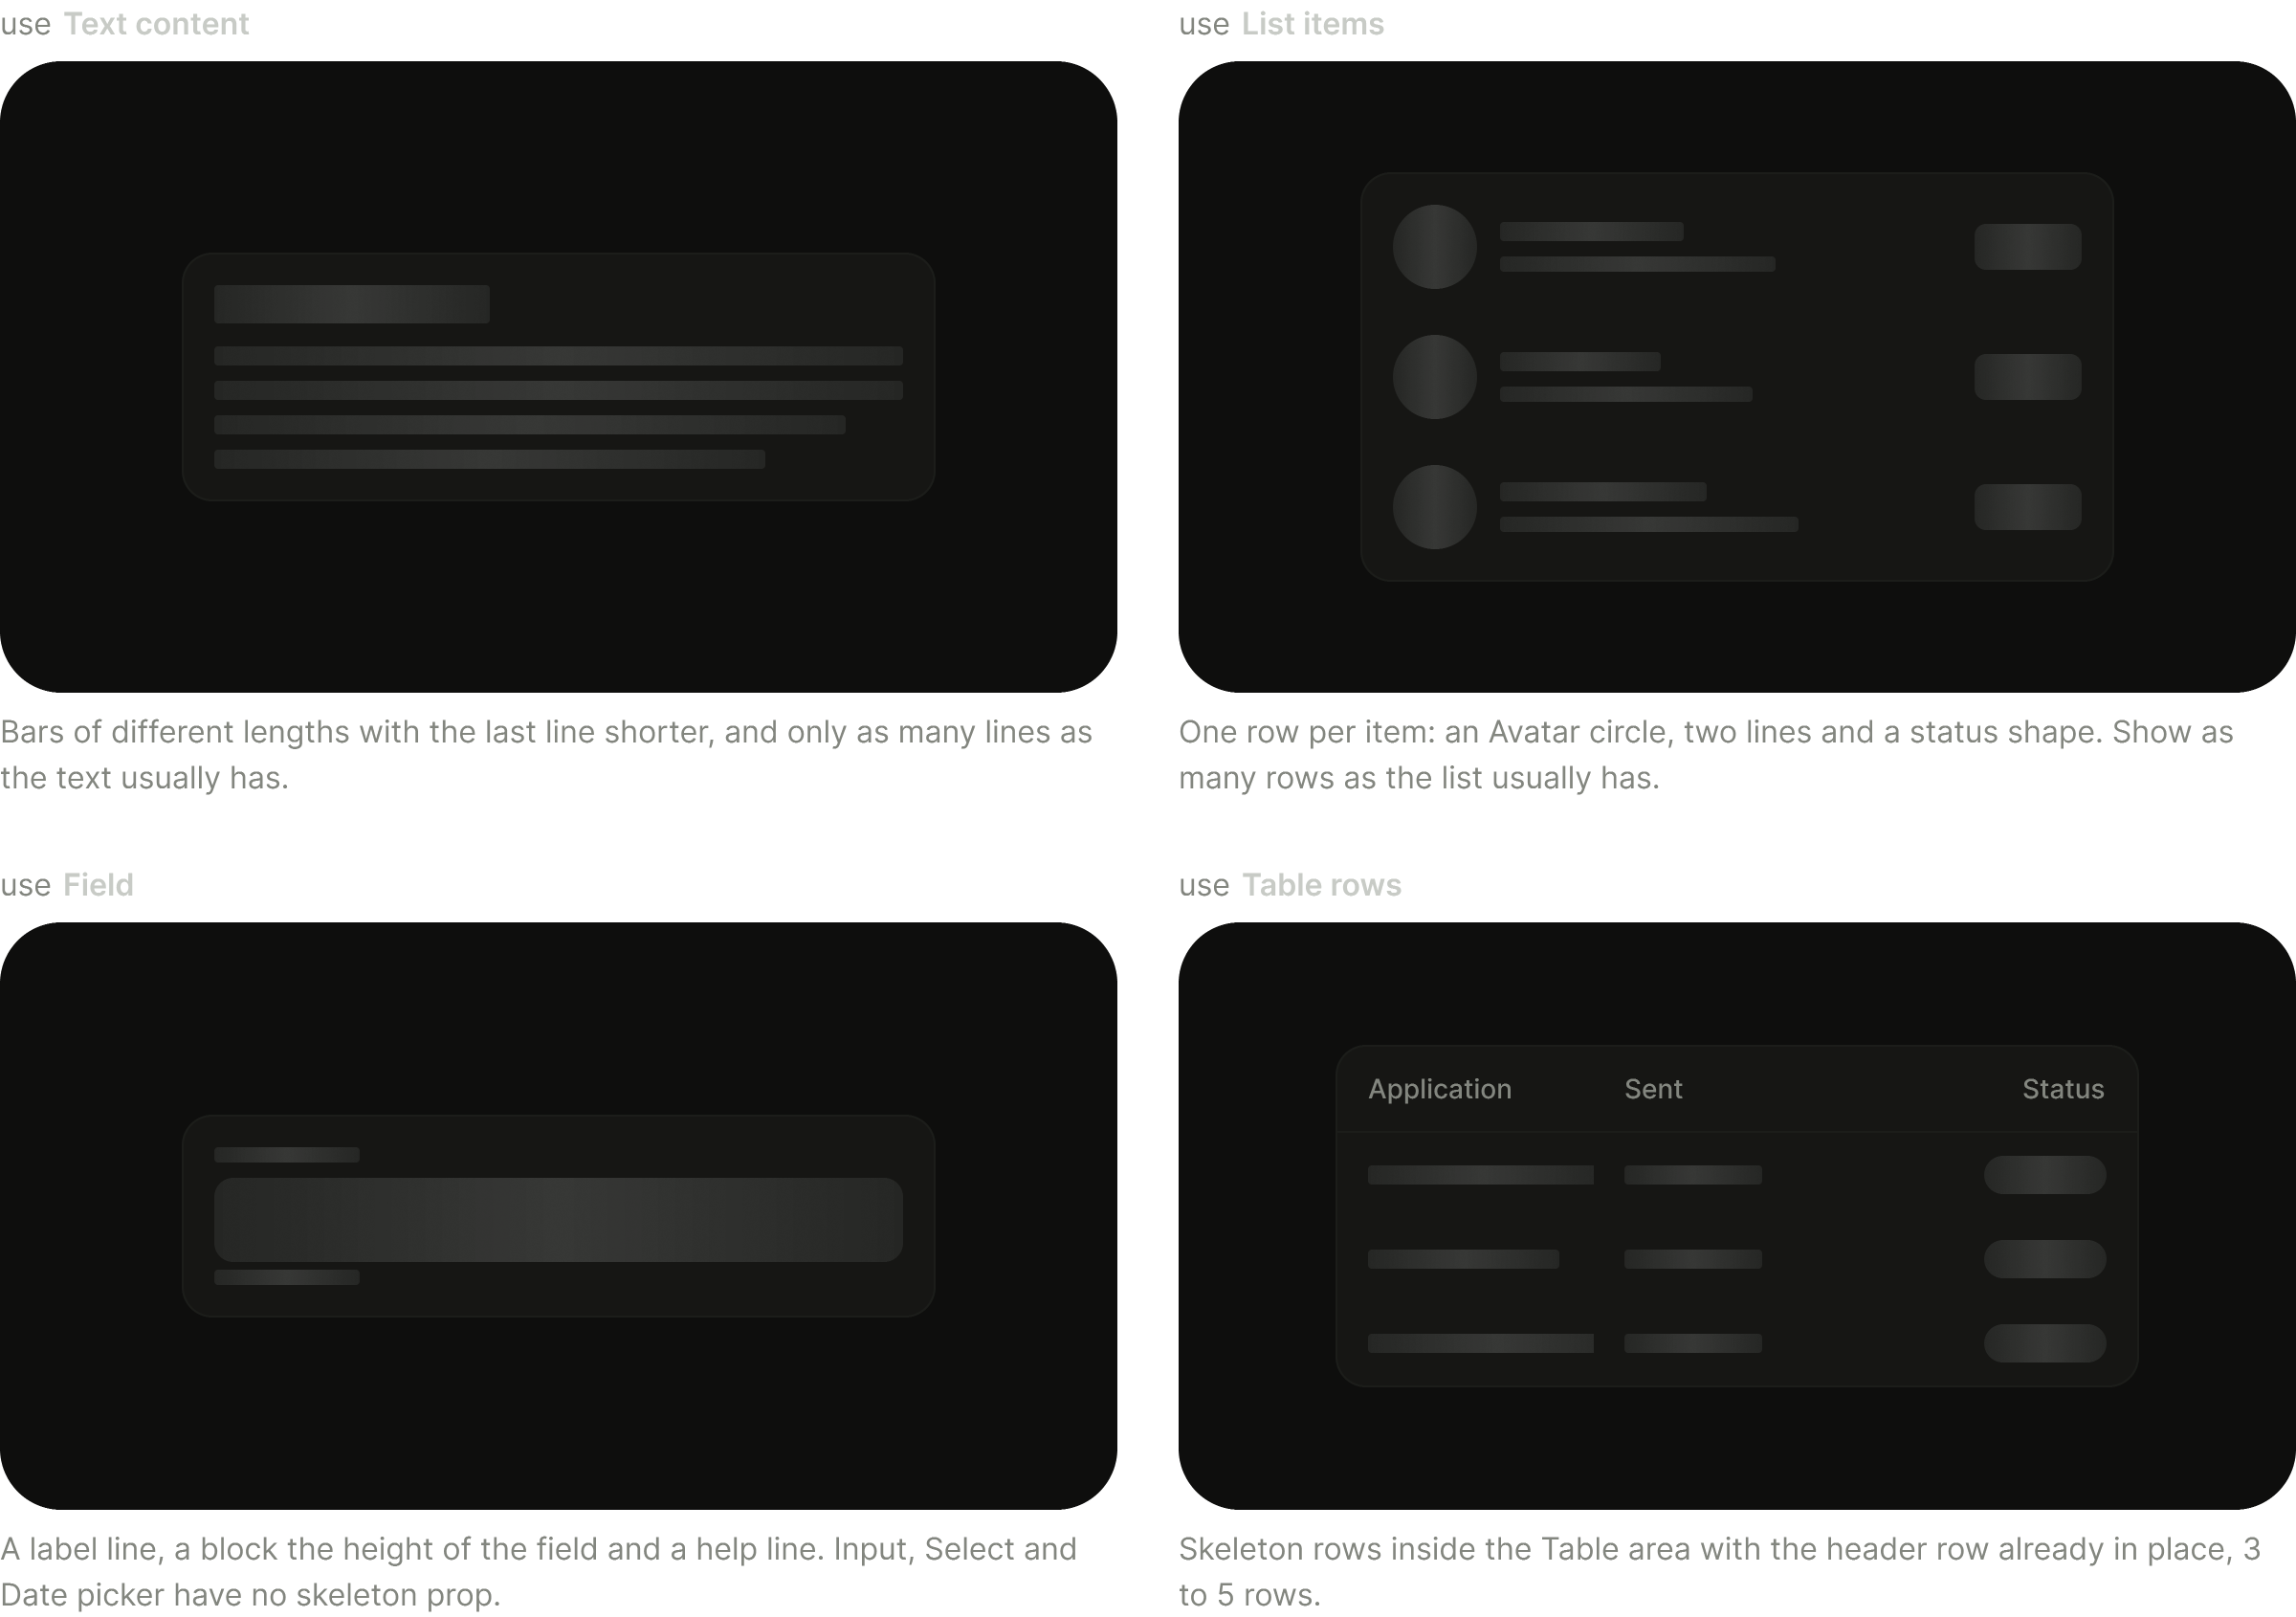 use Text content
Bars of different lengths with the last line shorter, and only as many lines as
the text usually has.
use List items
One row per item: an Avatar circle, two lines and a status shape. Show as
many rows as the list usually has.
use Field
A label line, a block the height of the field and a help line. Input, Select and
Date picker have no skeleton prop.
use Table rows
Application Sent Status
Skeleton rows inside the Table area with the header row already in place, 3
to 5 rows.